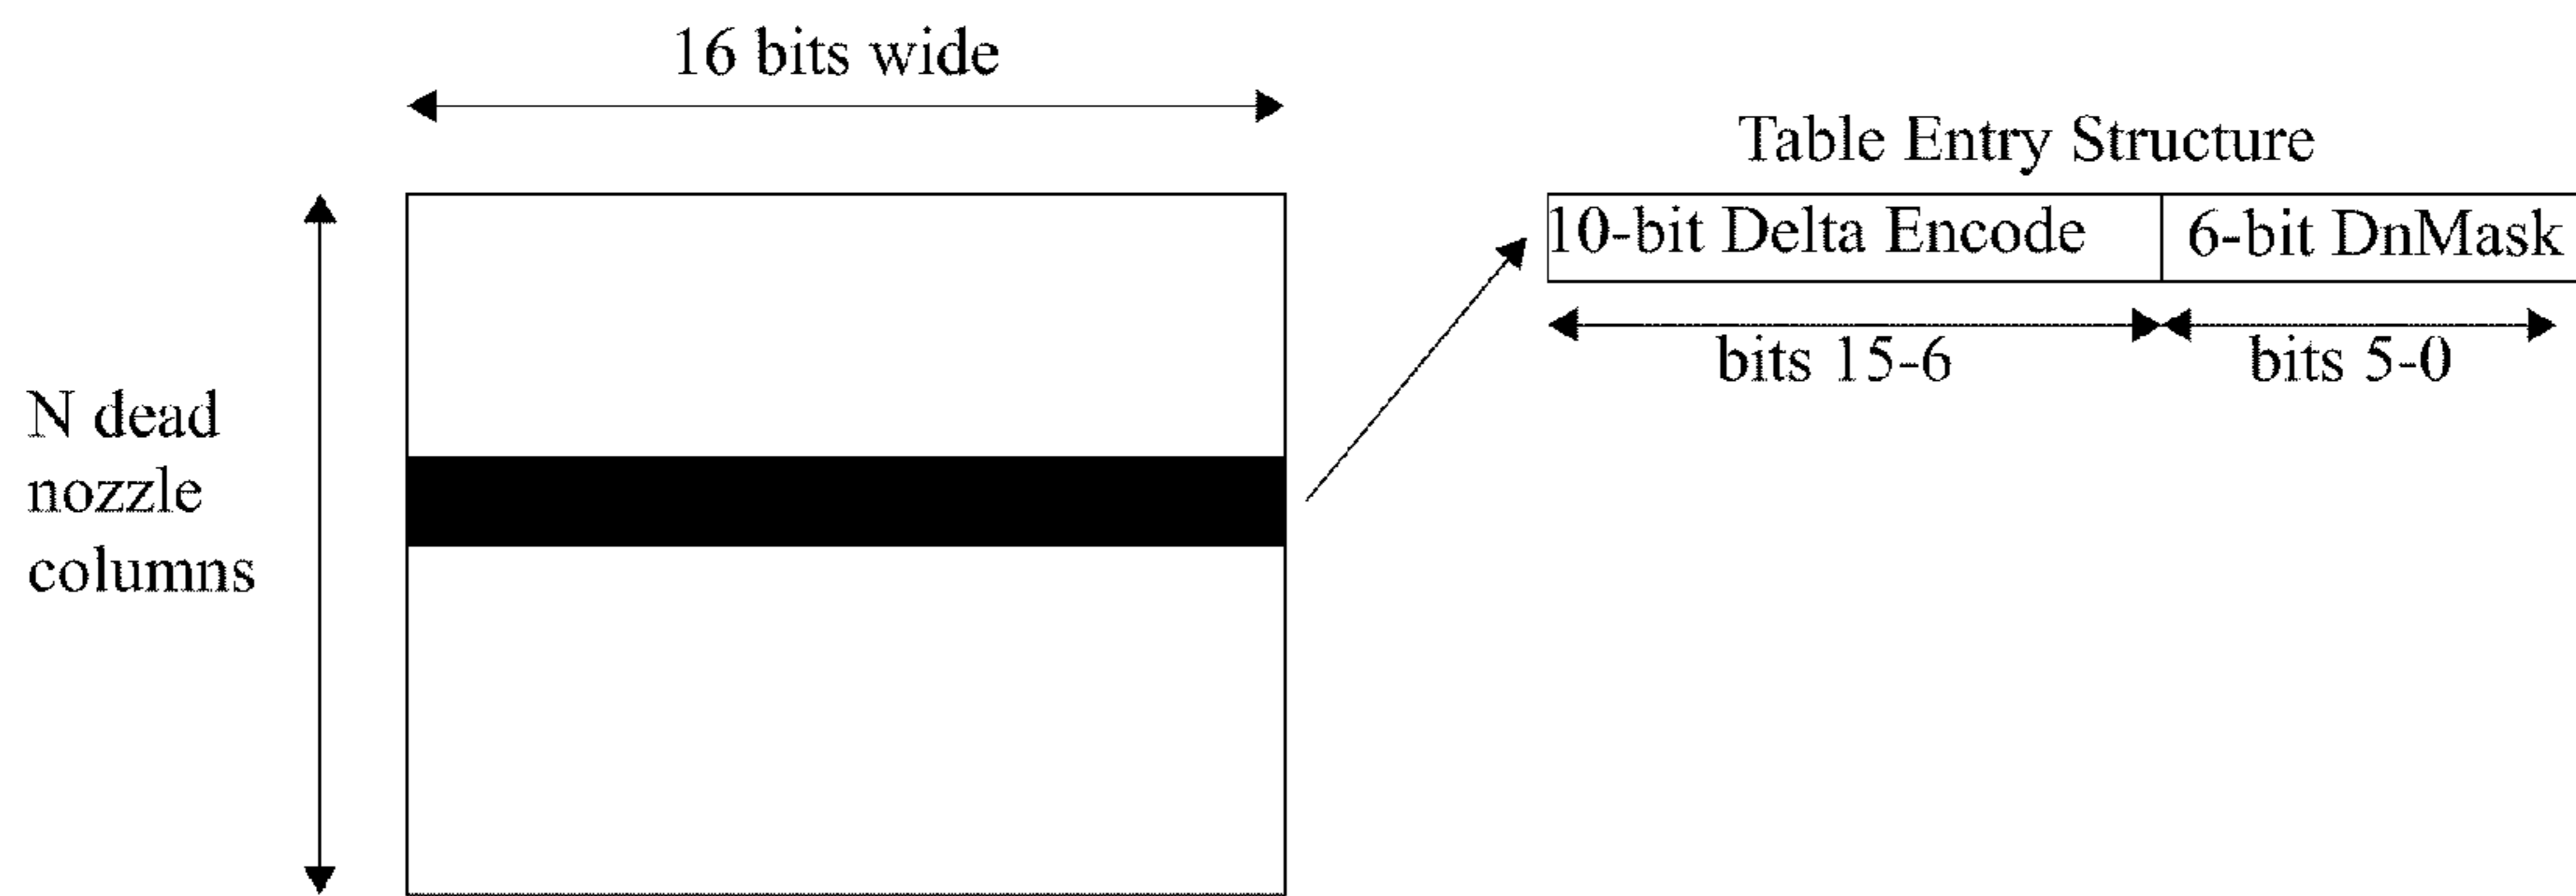 16 bits wide
Table Entry Structure
10-bit Delta Encode
6-bit DnMask
bits 15-6
bits 5-0
N dead
nozzle
columns